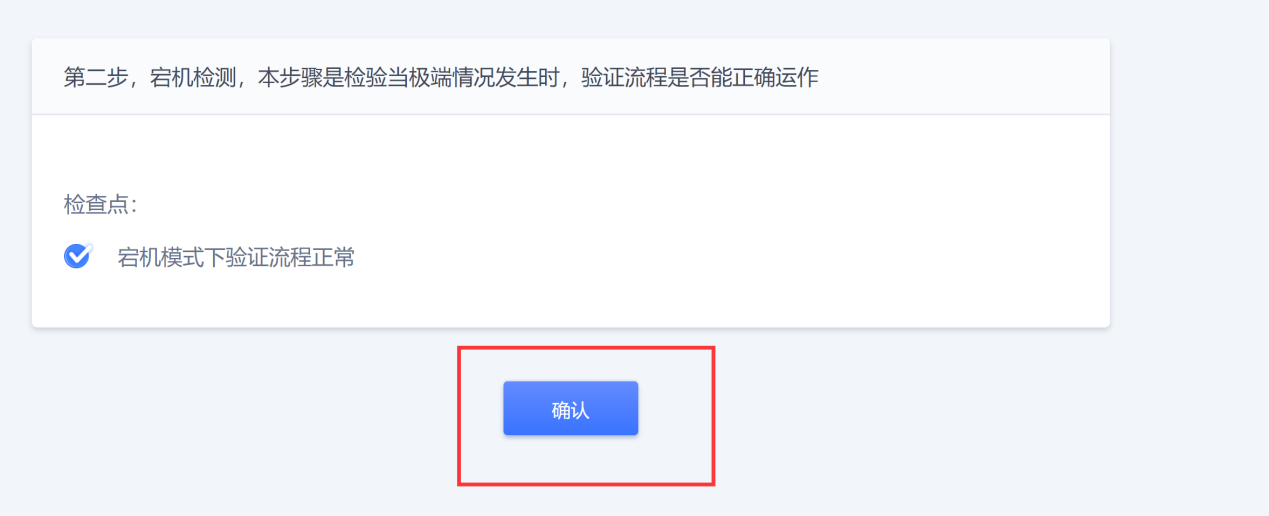 第二步，宕机检测，本步骤是检验当极端情况发生时，验证流程是否能正确运作
检查点：
宕机模式下验证流程正常
确认